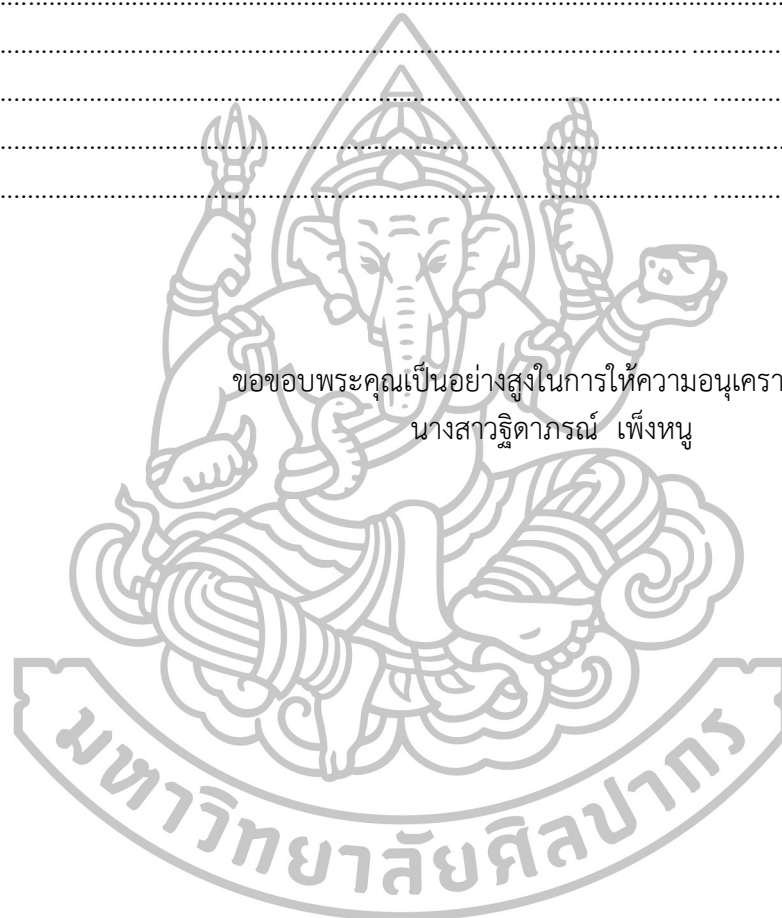 ขอขอบพระคุณเป็นอย่างสูงในการให้ความอนุเครา
นางสาวฐิดาภรณ์ เพ็งหนู
มหาวิทยาลัยศิลปากร